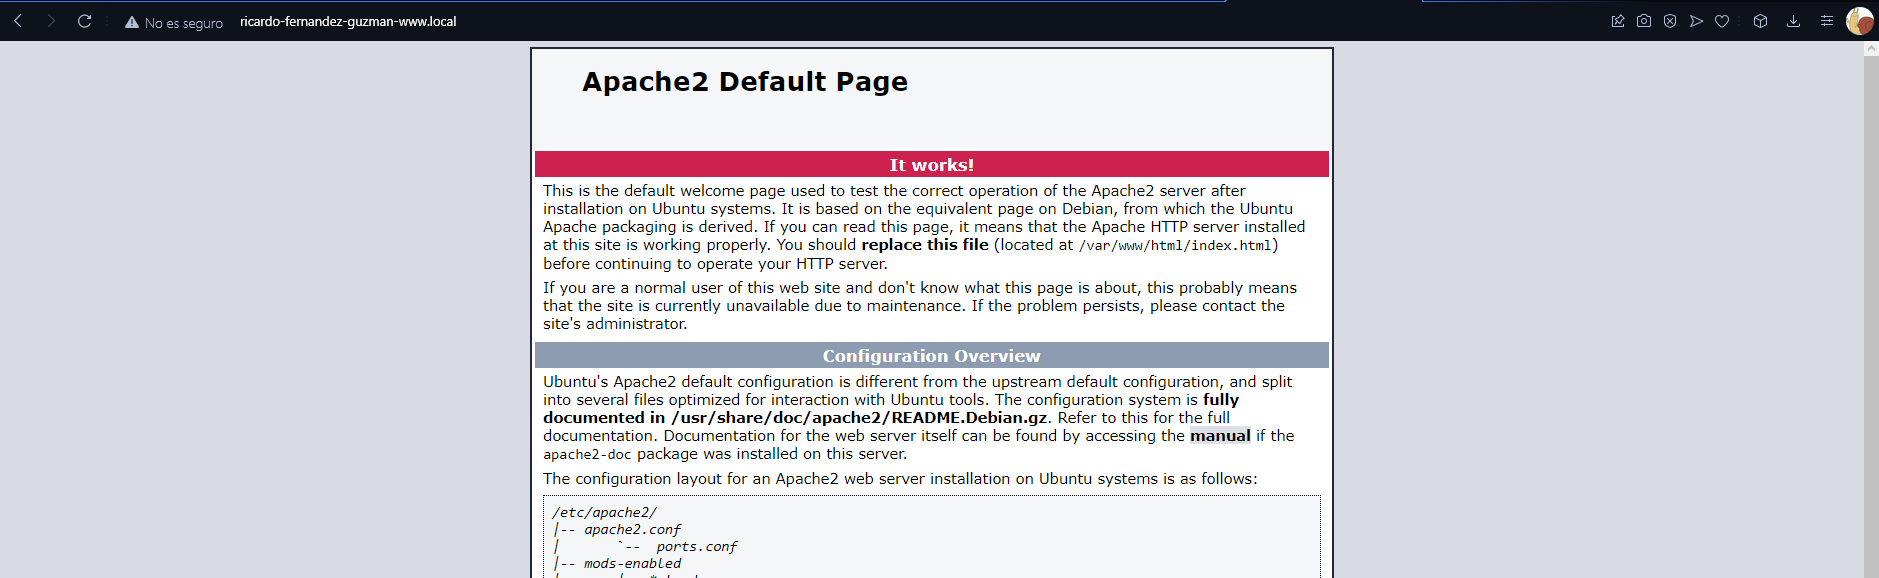 No es seguro ricardo-fernandez-guzman-www.local
Apache2 Default Page
It works!
This is the default welcome page used to test the correct operation of the Apache2 server after
installation on Ubuntu systems. It is based on the equivalent page on Debian, from which the Ubuntu
Apache packaging is derived. If you can read this page, it means that the Apache HTTP server installed
at this site is working properly. You should replace this file (located at /var/www/html/index.html)
before continuing to operate your HTTP server.
If you are a normal user of this web site and don't know what this page is about, this probably means
that the site is currently unavailable due to maintenance. If the problem persists, please contact the
site's administrator.
Configuration Overview
Ubuntu's Apache2 default configuration is different from the upstream default configuration, and split
into several files optimized for interaction with Ubuntu tools. The configuration system is fully
documented in /usr/share/doc/apache2/README.Debian.gz. Refer to this for the full
documentation. Documentation for the web server itself can be found by accessing the manual if the
apache2-doc package was installed on this server.
The configuration layout for an Apache2 web server installation on Ubuntu systems is as follows:
/etc/apache2/
|-- apache2.conf
|       `--  ports.conf
|-- mods-enabled